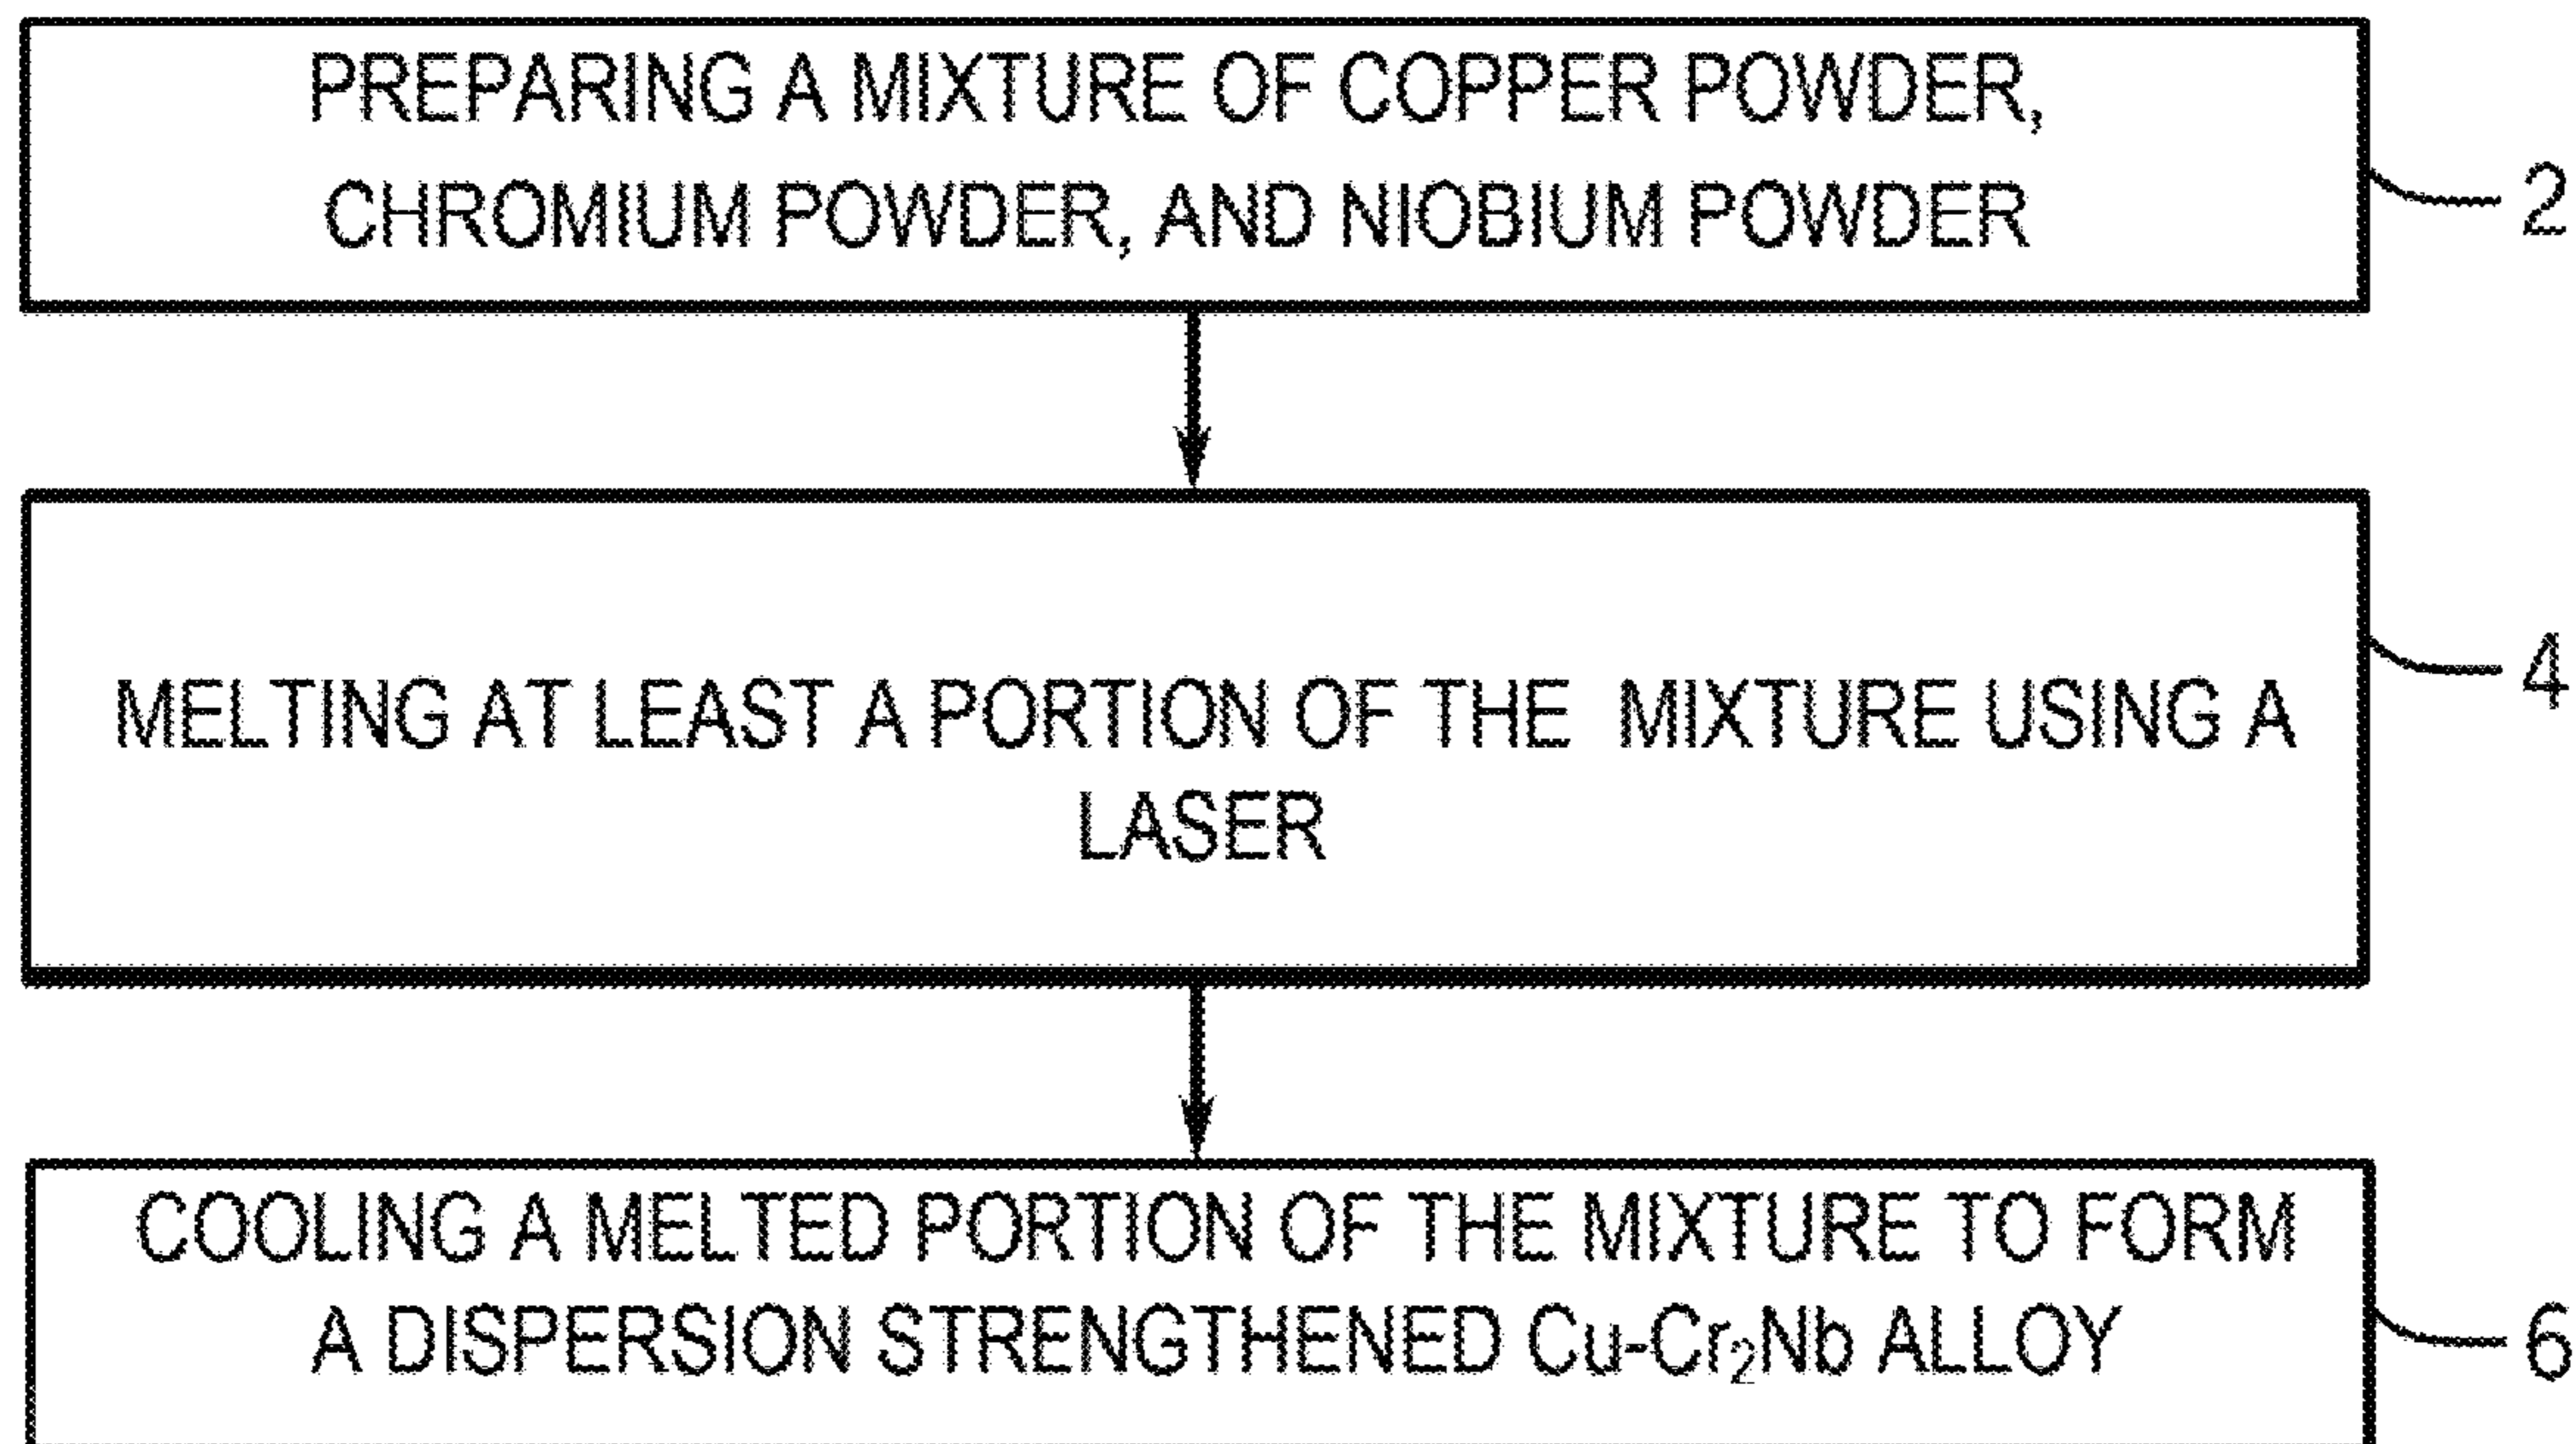 PREPARING A MIXTURE OF COPPER POWDER,
CHROMIUM POWDER, AND NIOBIUM POWDER
2
MELTING AT LEAST A PORTION OF THE MIXTURE USING A
LASER
4
COOLING A MELTED PORTION OF THE MIXTURE TO FORM
A DISPERSION STRENGTHENED Cu-Cr₂Nb ALLOY
6